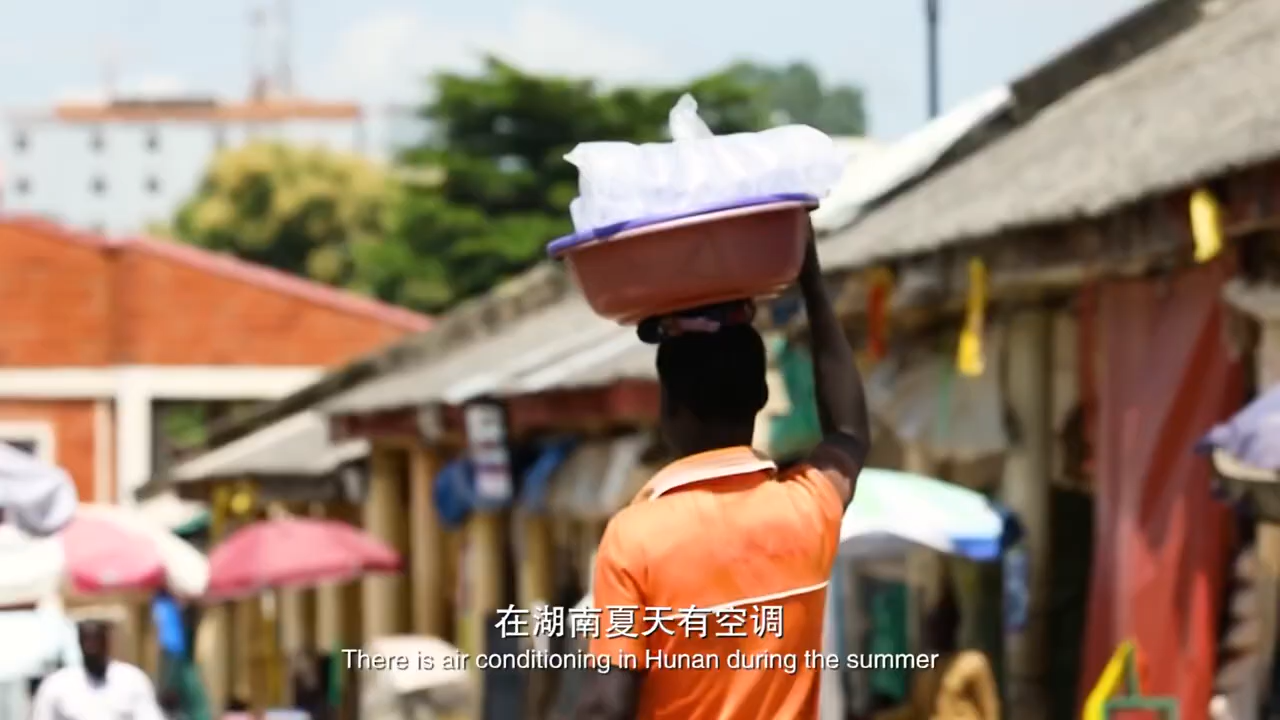 在湖南夏天有空调
There is air conditioning in Hunan during the summer